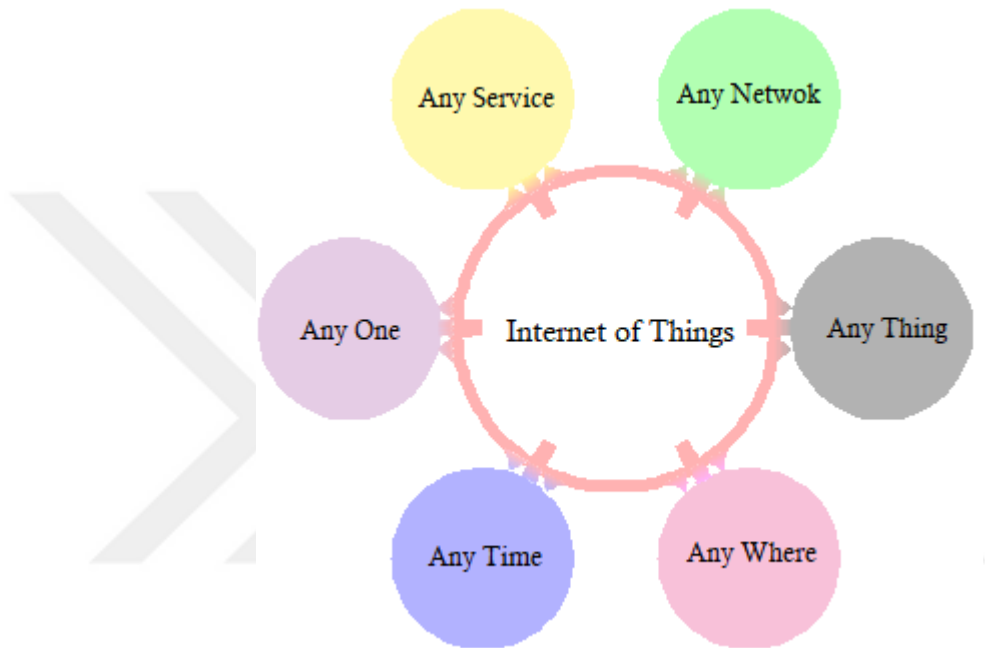 Any Service
Any Netwok
Any One
Internet of Things
Any Thing
Any Time
Any Where